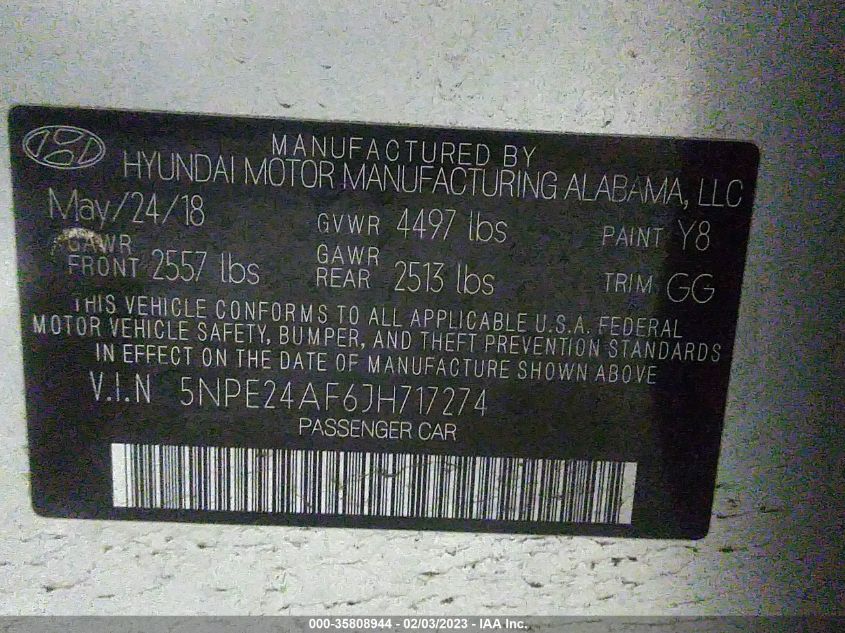 MANUFACTURED BY
HYUNDAI MOTOR MANUFACTURING ALABAMA, LLC
May/24/18 GVWR 4497 lbs PAINT Y8
GAWR FRONT 2557 lbs GAWR REAR 2513 lbs TRIM GG
THIS VEHICLE CONFORMS TO ALL APPLICABLE U.S.A. FEDERAL
MOTOR VEHICLE SAFETY, BUMPER, AND THEFT PREVENTION STANDARDS
IN EFFECT ON THE DATE OF MANUFACTURE SHOWN ABOVE
V.I.N 5NPE24AF6JH717274
PASSENGER CAR
000-35808944 - 02/03/2023 - IAA Inc.